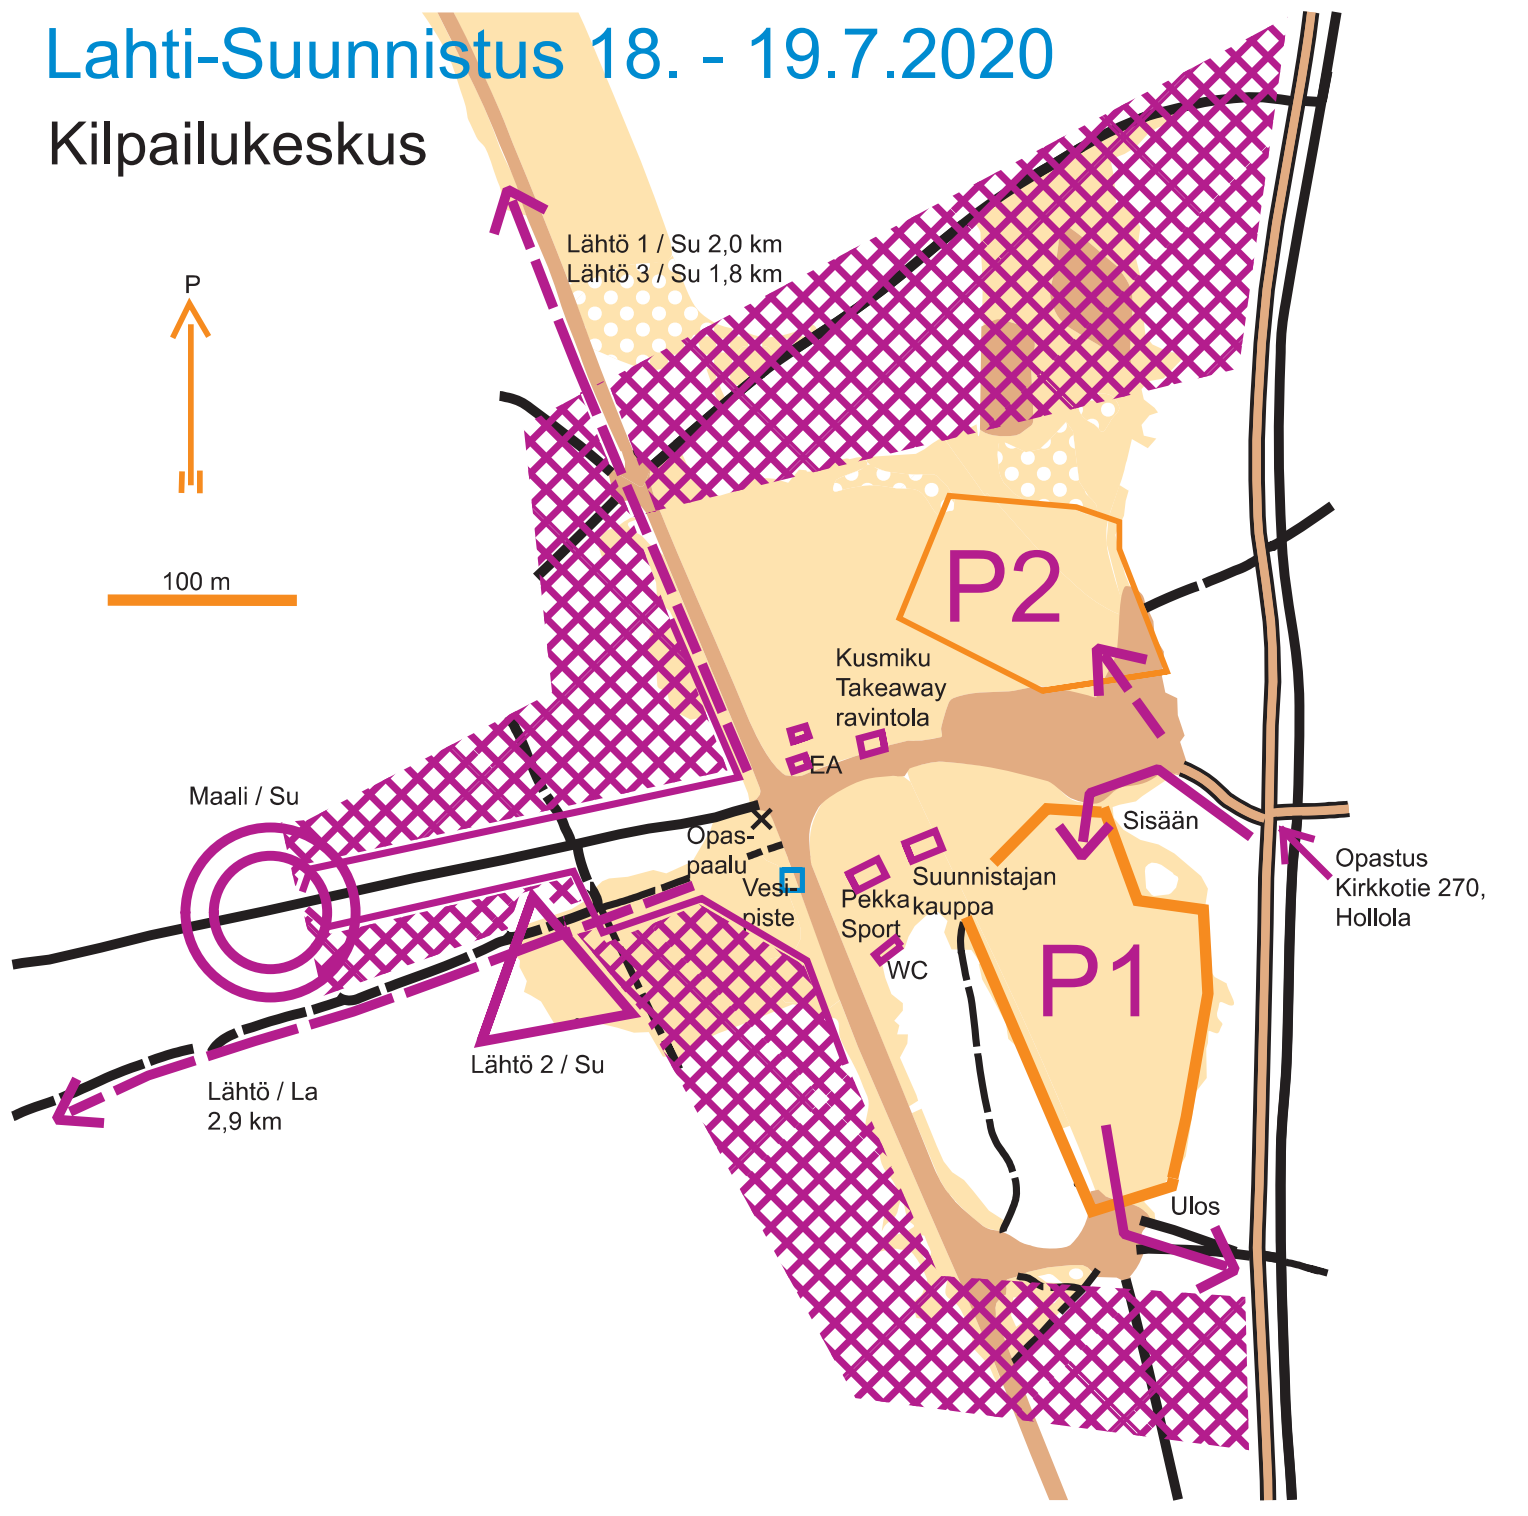 Lahti-Suunnistus 18. - 19.7.2020
Kilpailukeskus
Lähtö 1 / Su 2,0 km
Lähtö 3 / Su 1,8 km
P
100 m
P2
Kusmiku
Takeaway
ravintola
EA
Maali / Su
Opas-
paalu
Vesi-
piste
Sisään
Suunnistajan
kauppa
Pekka
Sport
WC
Opastus
Kirkkotie 270,
Hollola
P1
Lähtö 2 / Su
Lähtö / La
2,9 km
Ulos